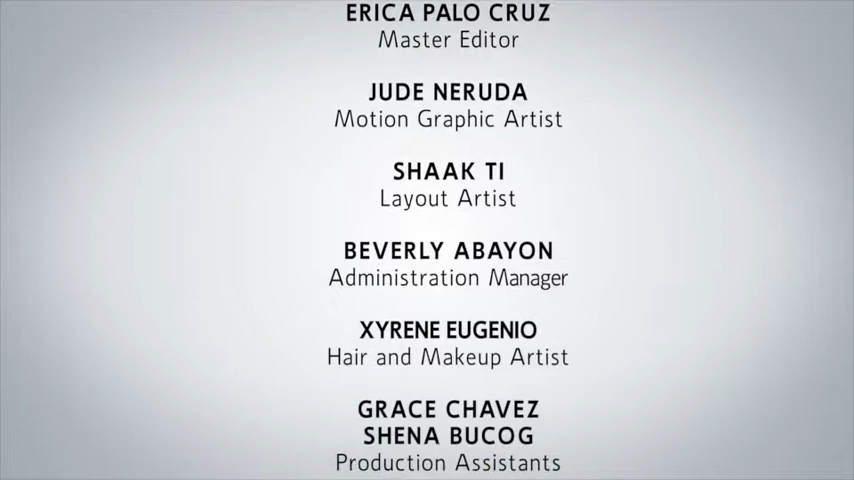 ERICA PALO CRUZ
Master Editor
JUDE NERUDA
Motion Graphic Artist
SHAAK TI
Layout Artist
BEVERLY ABAYON
Administration Manager
XYRENE EUGENIO
Hair and Makeup Artist
GRACE CHAVEZ
SHENA BUCOG
Production Assistants